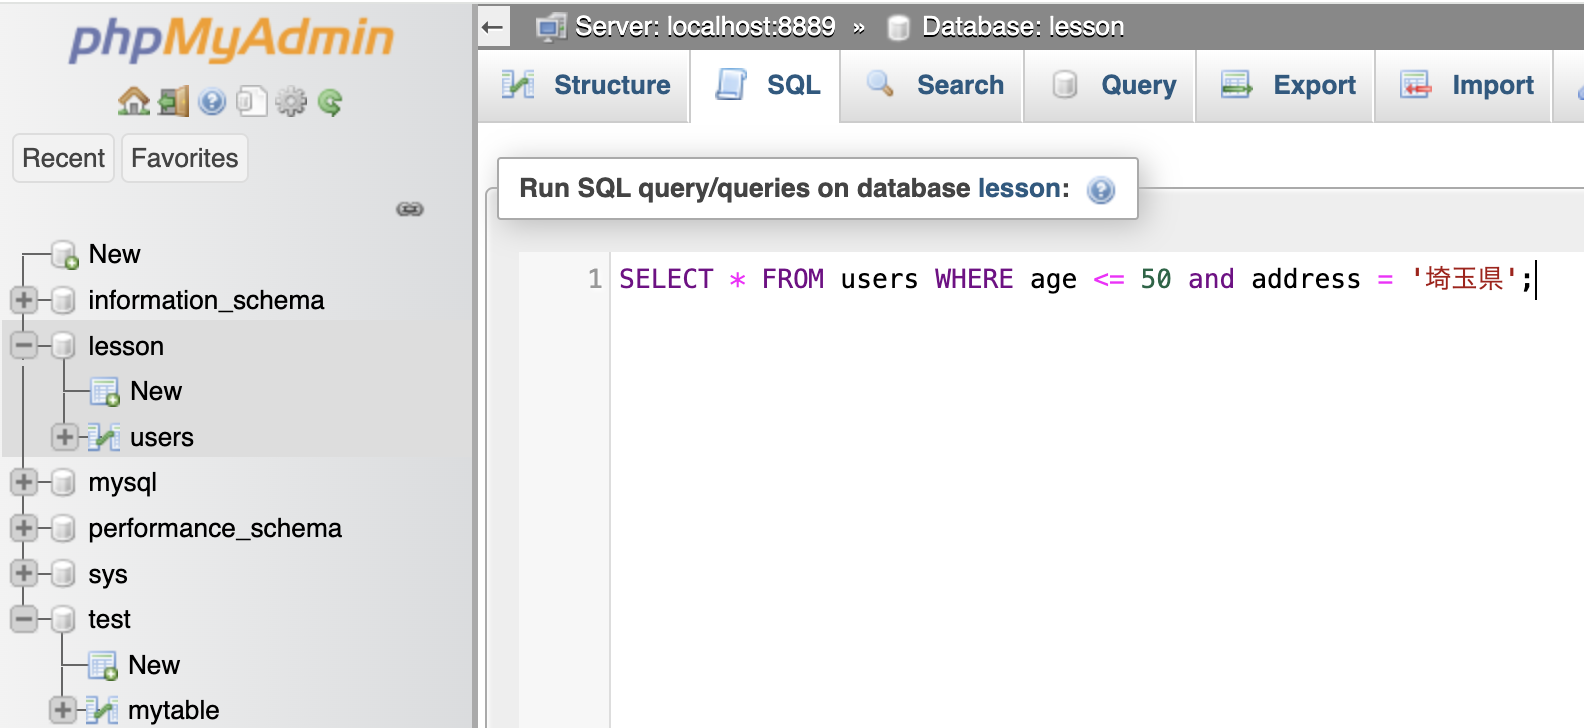 phpMyAdmin
Recent
Favorites
New
information_schema
lesson
New
users
mysql
performance_schema
sys
test
New
mytable
Server: localhost:8889 » Database: lesson
Structure
SQL
Search
Query
Export
Import
Run SQL query/queries on database lesson:
1
SELECT * FROM users WHERE age <= 50 and address = '埼玉県';